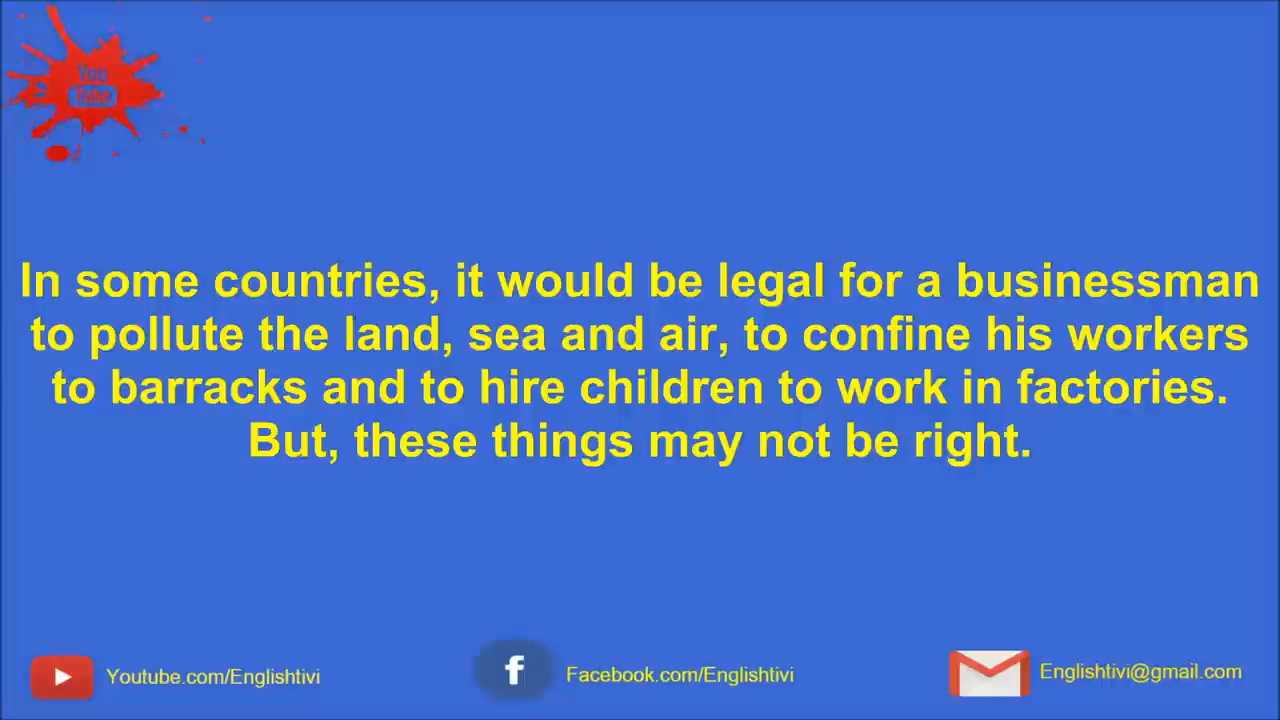 You
Tube
In some countries, it would be legal for a businessman
to pollute the land, sea and air, to confine his workers
to barracks and to hire children to work in factories.
But, these things may not be right.
Youtube.com/Englishtivi
f
Facebook.com/Englishtivi
Englishtivi@gmail.com